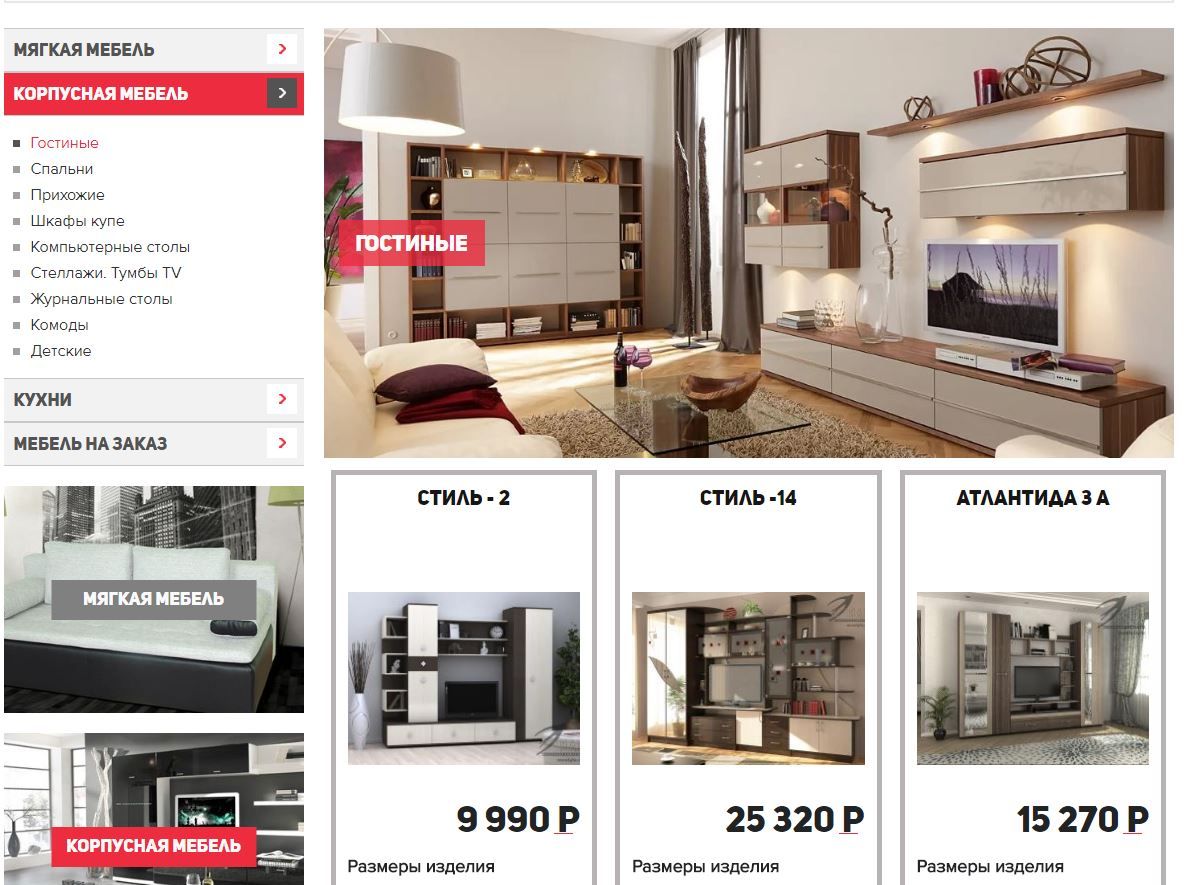 МЯГКАЯ МЕБЕЛЬ
КОРПУСНАЯ МЕБЕЛЬ
Гостиные
Спальни
Прихожие
Шкафы купе
Компьютерные столы
Стеллажи. Тумбы TV
Журнальные столы
Комоды
Детские
КУХНИ
МЕБЕЛЬ НА ЗАКАЗ
МЯГКАЯ МЕБЕЛЬ
КОРПУСНАЯ МЕБЕЛЬ
ГОСТИНЫЕ
СТИЛЬ - 2
9 990 Р
Размеры изделия
СТИЛЬ -14
25 320 Р
Размеры изделия
АТЛАНТИДА 3 А
15 270 Р
Размеры изделия